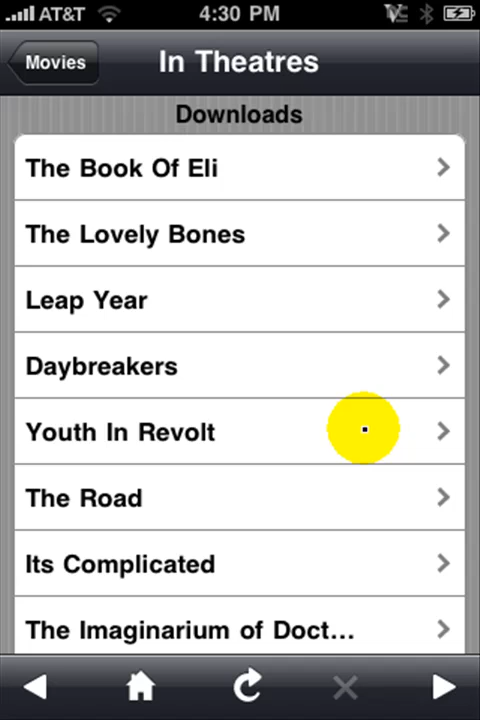 AT&T 4:30 PM
Movies In Theatres
Downloads
The Book Of Eli
The Lovely Bones
Leap Year
Daybreakers
Youth In Revolt
The Road
Its Complicated
The Imaginarium of Doct...